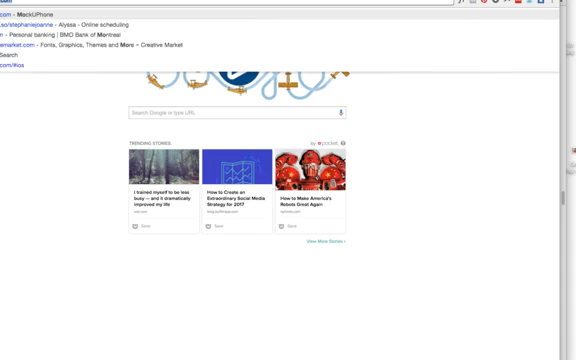 .com - MockUPhone
.so/stephaniejoanne - Alyssa - Online scheduling
- Personal banking | BMO Bank of Montreal
emarket.com - Fonts, Graphics, Themes and More ~ Creative Market
Search
.com/#ios
Search Google or type URL
TRENDING STORIES
by
I trained myself to be less
busy — and it dramatically
improved my life
Save
How to Create an
Extraordinary Social Media
Strategy for 2017
Save
How to Make America's
Robots Great Again
Save
View More Stories ›